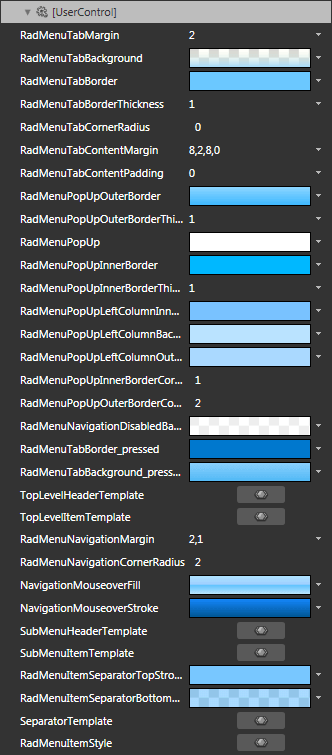 [UserControl]
RadMenuTabMargin 2
RadMenuTabBackground
RadMenuTabBorder
RadMenuTabBorderThickness 1
RadMenuTabCornerRadius 0
RadMenuTabContentMargin 8,2,8,0
RadMenuTabContentPadding 0
RadMenuPopUpOuterBorder
RadMenuPopUpOuterBorderThi... 1
RadMenuPopUp
RadMenuPopUpInnerBorder
RadMenuPopUpInnerBorderThi... 1
RadMenuPopUpLeftColumnInn...
RadMenuPopUpLeftColumnBac...
RadMenuPopUpLeftColumnOut...
RadMenuPopUpInnerBorderCor... 1
RadMenuPopUpOuterBorderCo... 2
RadMenuNavigationDisabledBa...
RadMenuTabBorder_pressed
RadMenuTabBackground_press...
TopLevelHeaderTemplate
TopLevelItemTemplate
RadMenuNavigationMargin 2,1
RadMenuNavigationCornerRadius 2
NavigationMouseoverFill
NavigationMouseoverStroke
SubMenuHeaderTemplate
SubMenuItemTemplate
RadMenuItemSeparatorTopStro...
RadMenuItemSeparatorBottom...
SeparatorTemplate
RadMenuItemStyle